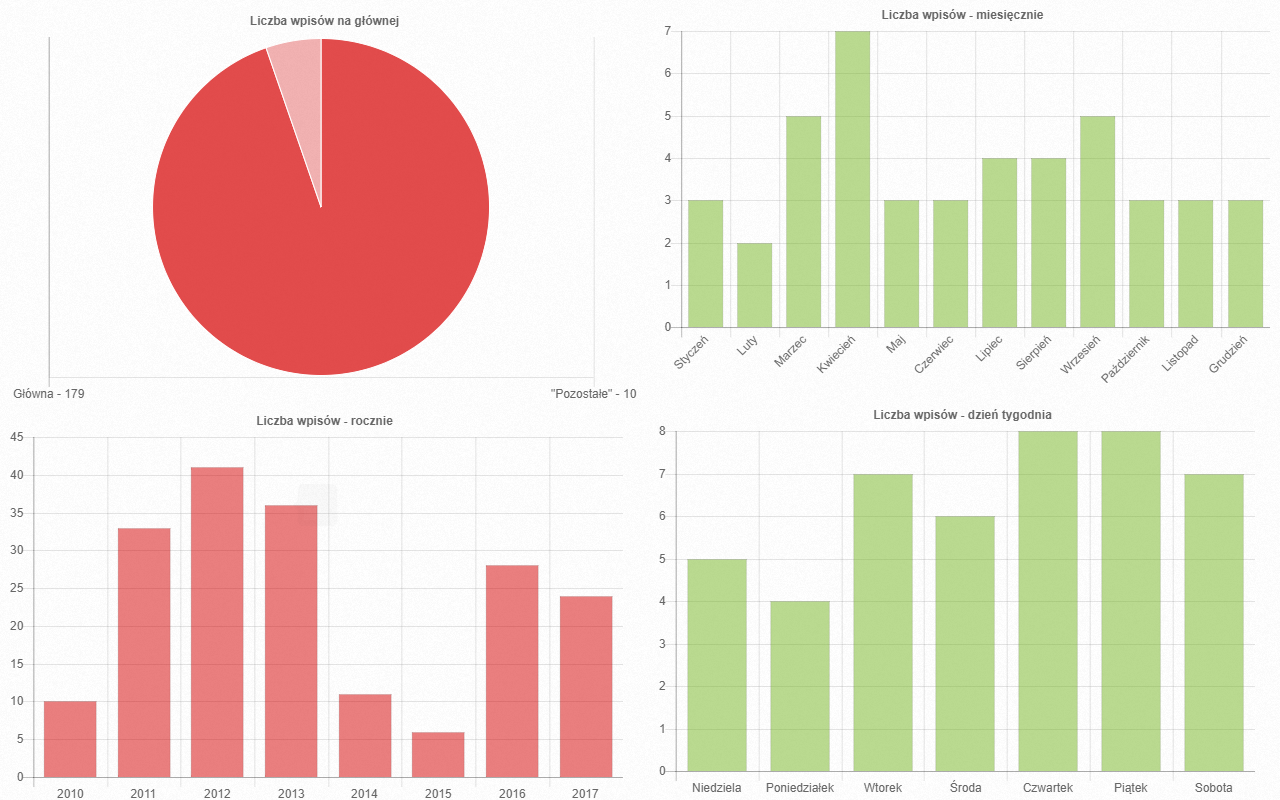 Liczba wpisów na głównej
Główna - 179
"Pozostałe" - 10
Liczba wpisów - miesięcznie
7
6
5
4
3
2
1
0
Styczeń
Luty
Marzec
Kwiecień
Maj
Czerwiec
Lipiec
Sierpień
Wrzesień
Październik
Listopad
Grudzień
Liczba wpisów - rocznie
45
40
35
30
25
20
15
10
5
0
2010 2011 2012 2013 2014 2015 2016 2017
Liczba wpisów - dzień tygodnia
8
7
6
5
4
3
2
1
0
Niedziela Poniedziałek Wtorek Środa Czwartek Piątek Sobota